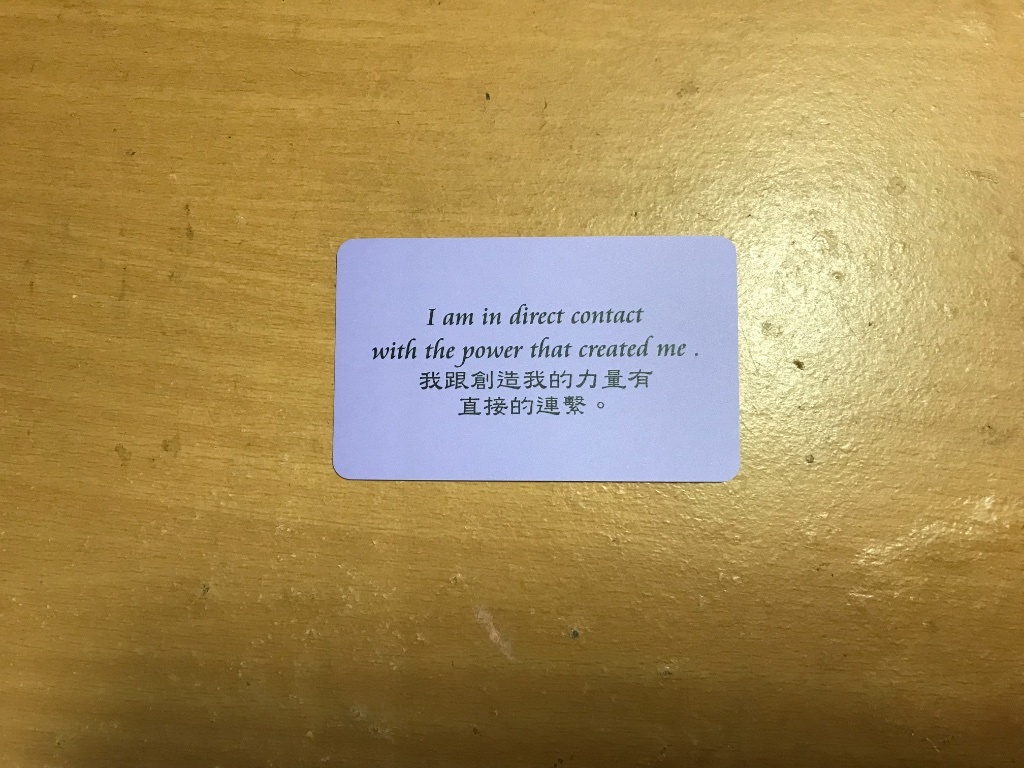 I am in direct contact
with the power that created me .
我跟創造我的力量有
直接的連繫。